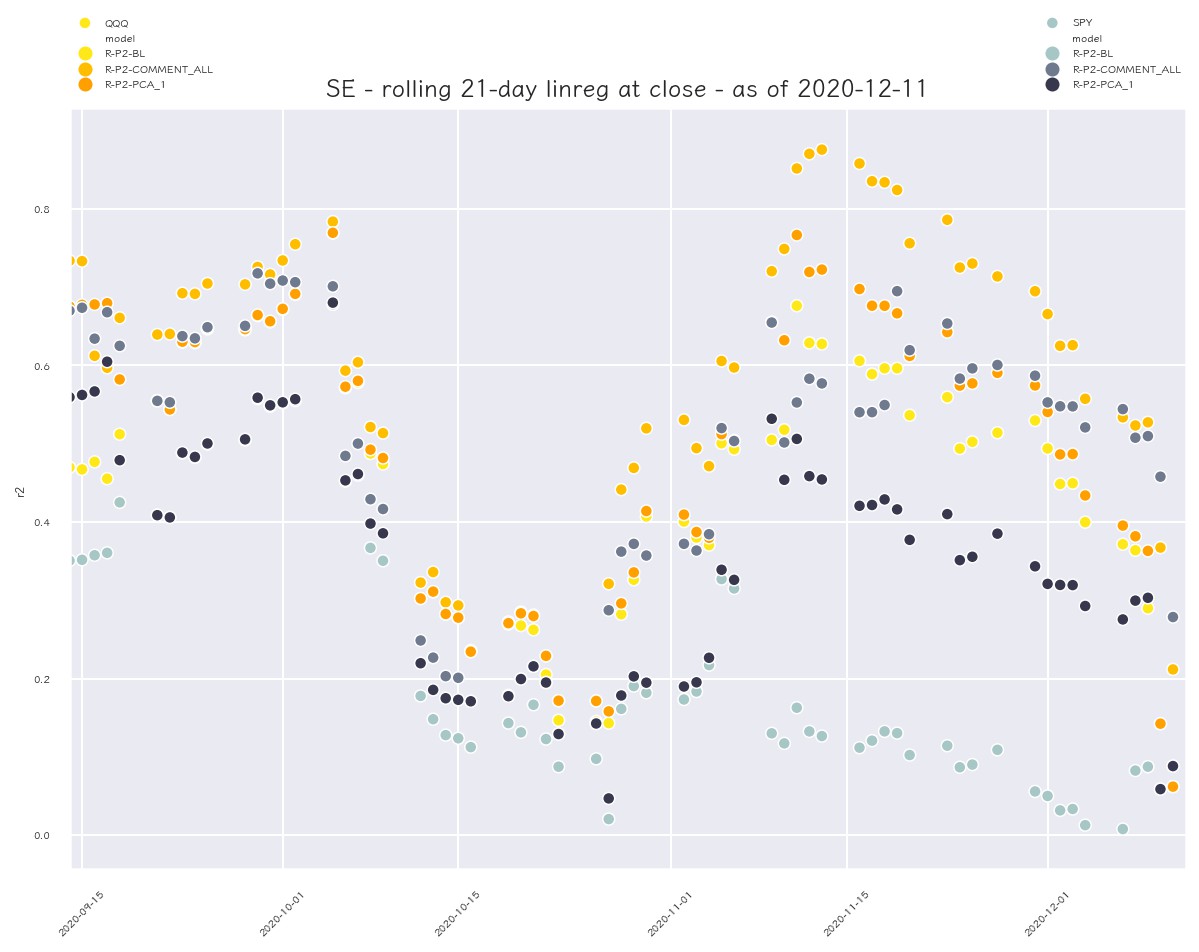 QQQ
model
R-P2-BL
R-P2-COMMENT_ALL
R-P2-PCA_1
SPY
model
R-P2-BL
R-P2-COMMENT_ALL
R-P2-PCA_1
SE - rolling 21-day linreg at close - as of 2020-12-11
0.8
0.6
r2
0.4
0.2
0.0
2020-09-15
2020-10-01
2020-10-15
2020-11-01
2020-11-15
2020-12-01